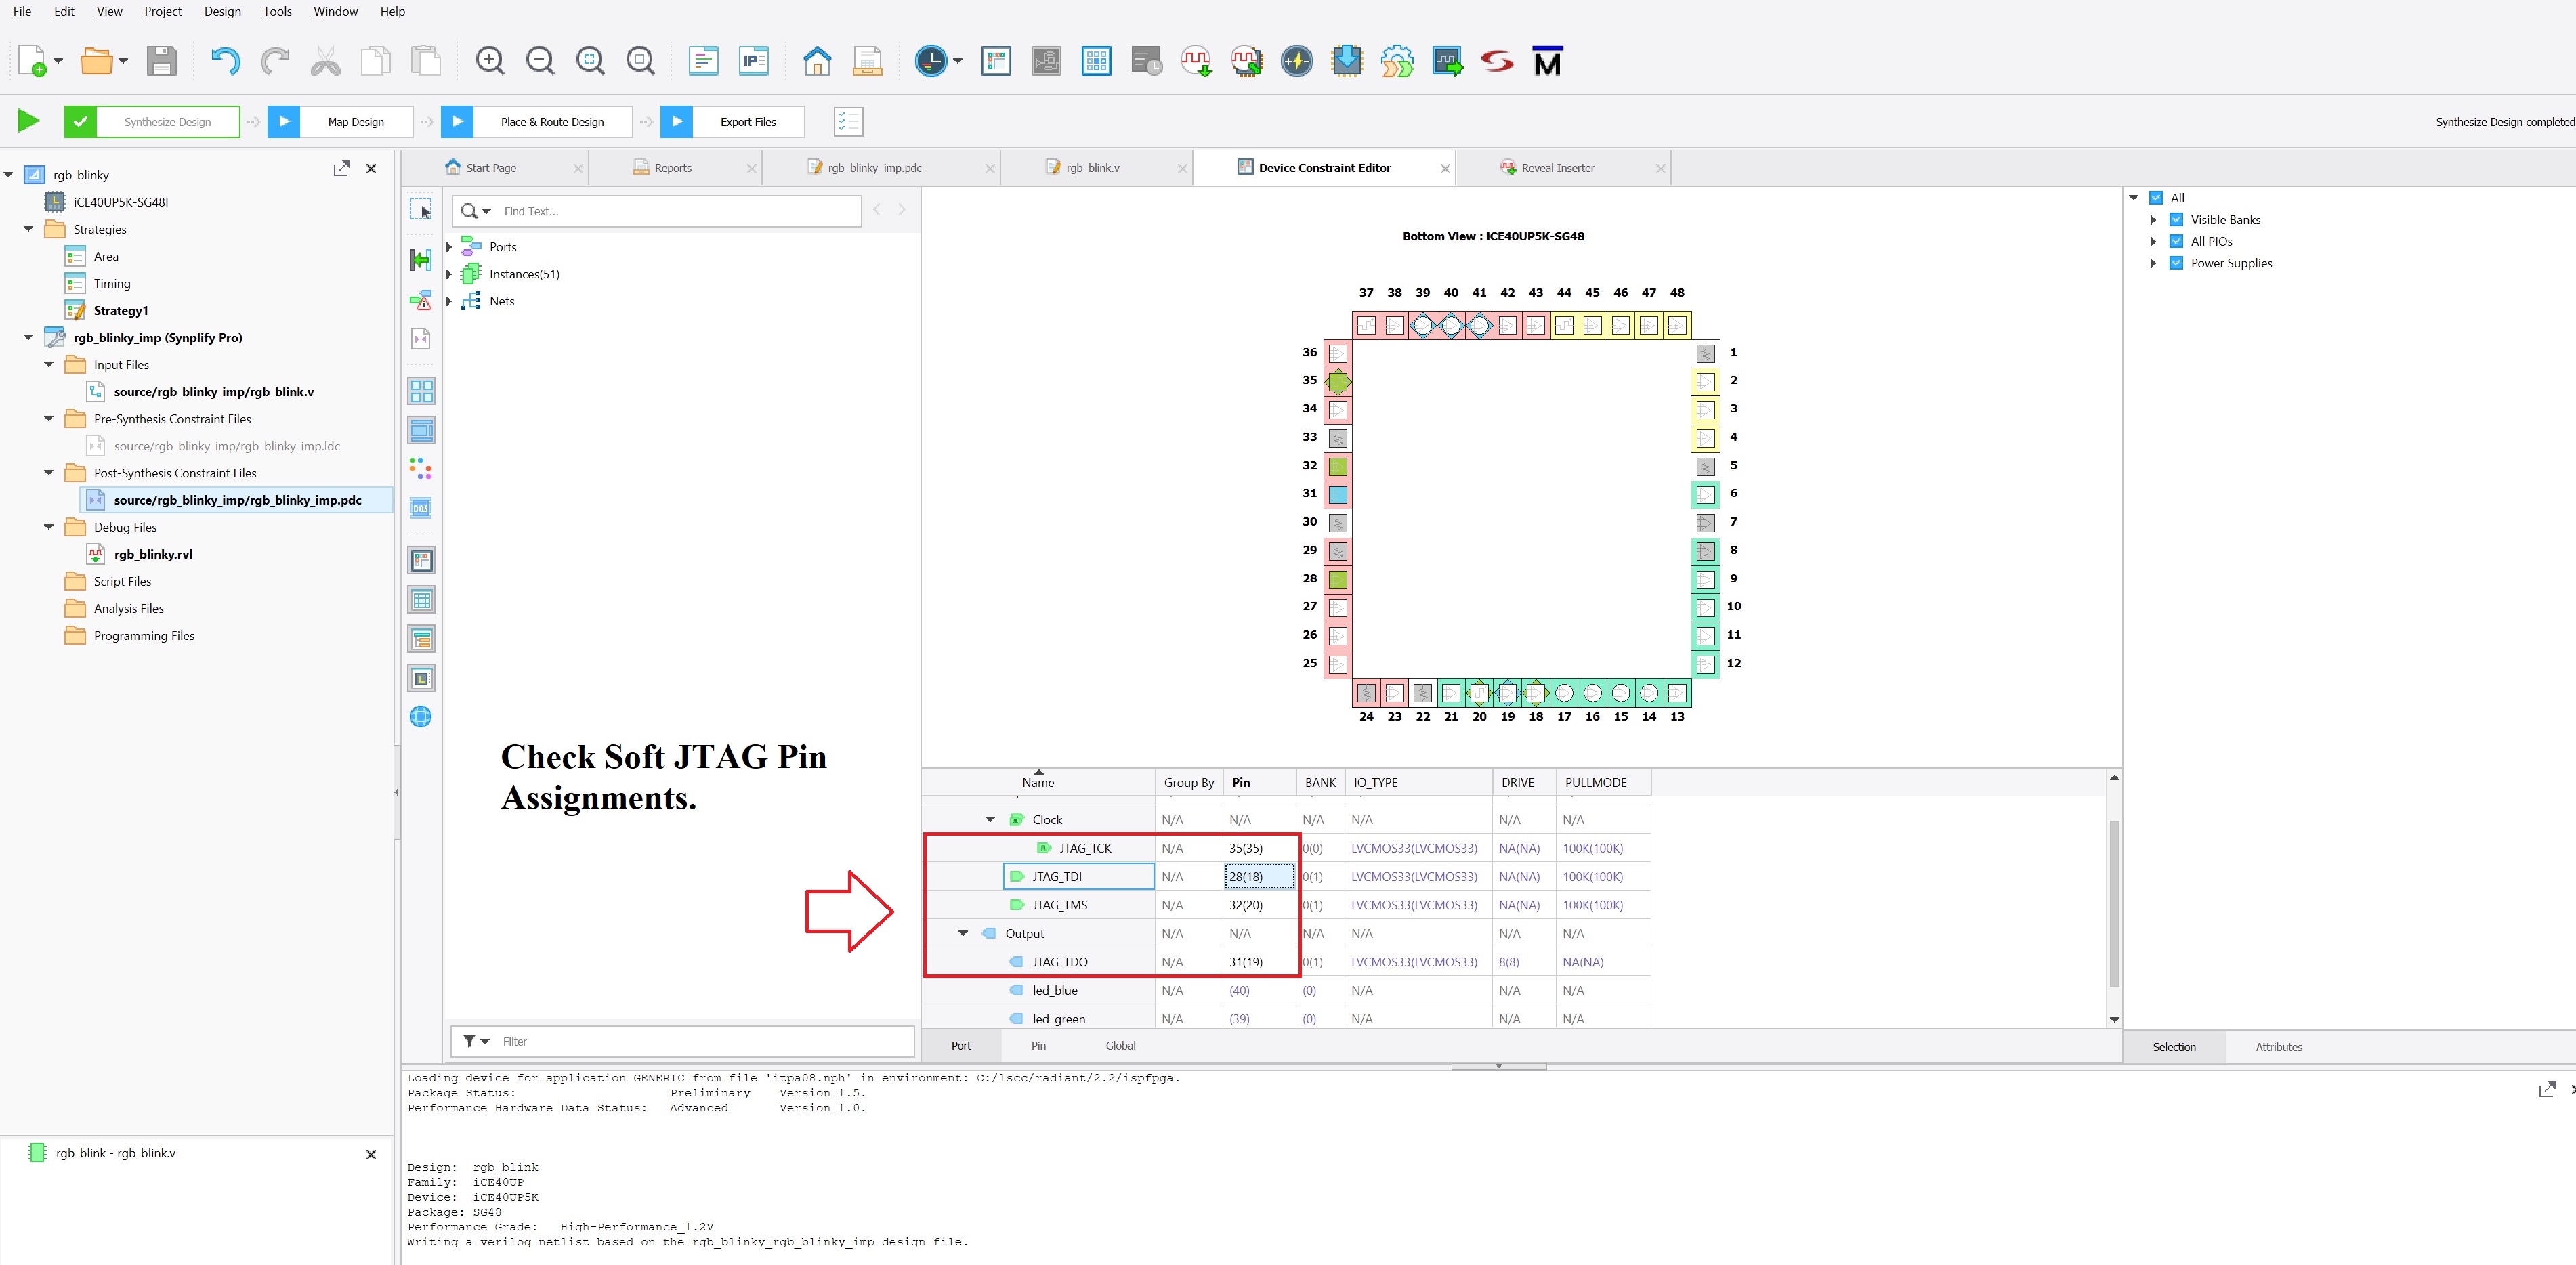 File Edit View Project Design Tools Window Help
IP
M
Synthesize Design Map Design Place & Route Design Export Files Synthesize Design completed
Start Page Reports rgb_blinky_imp.pdc rgb_blink.v Device Constraint Editor Reveal Inserter
rgb_blinky
iCE40UP5K-SG48I
Strategies
Area
Timing
Strategy1
rgb_blinky_imp (Synplify Pro)
Input Files
source/rgb_blinky_imp/rgb_blink.v
Pre-Synthesis Constraint Files
source/rgb_blinky_imp/rgb_blinky_imp.ldc
Post-Synthesis Constraint Files
source/rgb_blinky_imp/rgb_blinky_imp.pdc
Debug Files
rgb_blinky.rvl
Script Files
Analysis Files
Programming Files
rgb_blink - rgb_blink.v
DQS
Find Text...
Ports
Instances(51)
Nets
Check Soft JTAG Pin
Assignments.
Filter
Bottom View : iCE40UP5K-SG48
37 38 39 40 41 42 43 44 45 46 47 48
36 1
35 2
34 3
33 4
32 5
31 6
30 7
29 8
28 9
27 10
26 11
25 12
24 23 22 21 20 19 18 17 16 15 14 13
All
Visible Banks
All PIOs
Power Supplies
Name Group By Pin BANK IO_TYPE DRIVE PULLMODE
Clock N/A N/A N/A N/A N/A N/A
JTAG_TCK N/A 35(35) 0(0) LVCMOS33(LVCMOS33) NA(NA) 100K(100K)
JTAG_TDI N/A 28(18) 0(1) LVCMOS33(LVCMOS33) NA(NA) 100K(100K)
JTAG_TMS N/A 32(20) 0(1) LVCMOS33(LVCMOS33) NA(NA) 100K(100K)
Output N/A N/A N/A N/A N/A N/A
JTAG_TDO N/A 31(19) 0(1) LVCMOS33(LVCMOS33) 8(8) NA(NA)
led_blue N/A (40) (0) N/A N/A N/A
led_green N/A (39) (0) N/A N/A N/A
Port Pin Global
Selection Attributes
Loading device for application GENERIC from file 'itpa08.nph' in environment: C:/lscc/radiant/2.2/ispfpga.
Package Status: Preliminary Version 1.5.
Performance Hardware Data Status: Advanced Version 1.0.
Design: rgb_blink
Family: iCE40UP
Device: iCE40UP5K
Package: SG48
Performance Grade: High-Performance_1.2V
Writing a verilog netlist based on the rgb_blinky_rgb_blinky_imp design file.